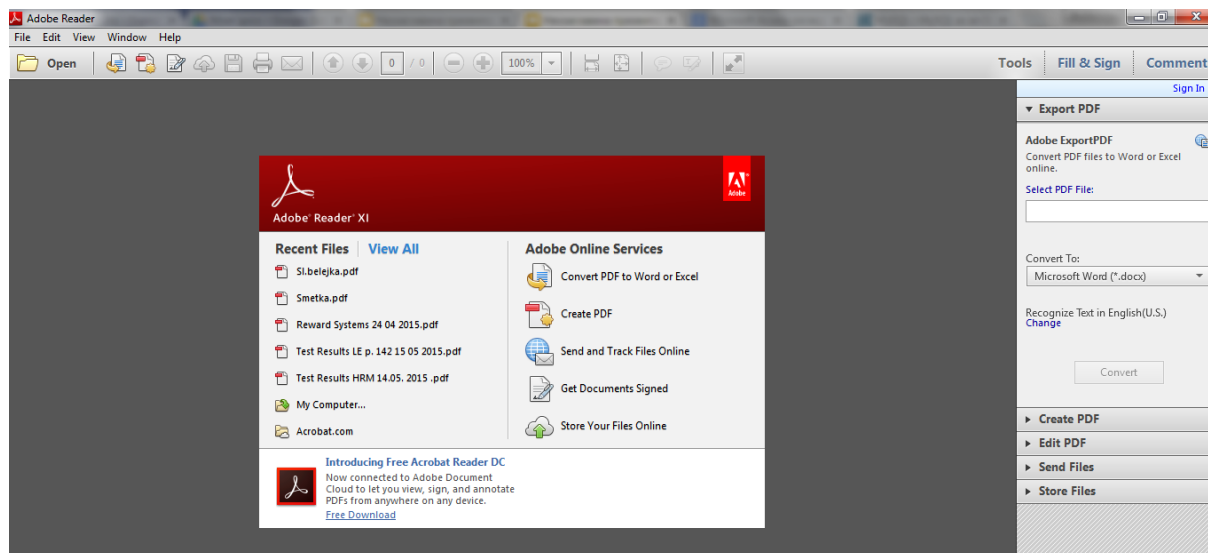 Adobe Reader
File Edit View Window Help
Open 0 / 0 100% Tools Fill & Sign Comment
Sign In
Export PDF
Adobe ExportPDF
Convert PDF files to Word or Excel
online.
Select PDF File:
Convert To:
Microsoft Word (*.docx)
Recognize Text in English(U.S.)
Change
Convert
Create PDF
Edit PDF
Send Files
Store Files
Adobe
Adobe® Reader® XI
Recent Files View All
Sl.belejka.pdf
Smetka.pdf
Reward Systems 24 04 2015.pdf
Test Results LE p. 142 15 05 2015.pdf
Test Results HRM 14.05. 2015 .pdf
My Computer...
Acrobat.com
Adobe Online Services
Convert PDF to Word or Excel
Create PDF
Send and Track Files Online
Get Documents Signed
Store Your Files Online
Introducing Free Acrobat Reader DC
Now connected to Adobe Document
Cloud to let you view, sign, and annotate
PDFs from anywhere on any device.
Free Download